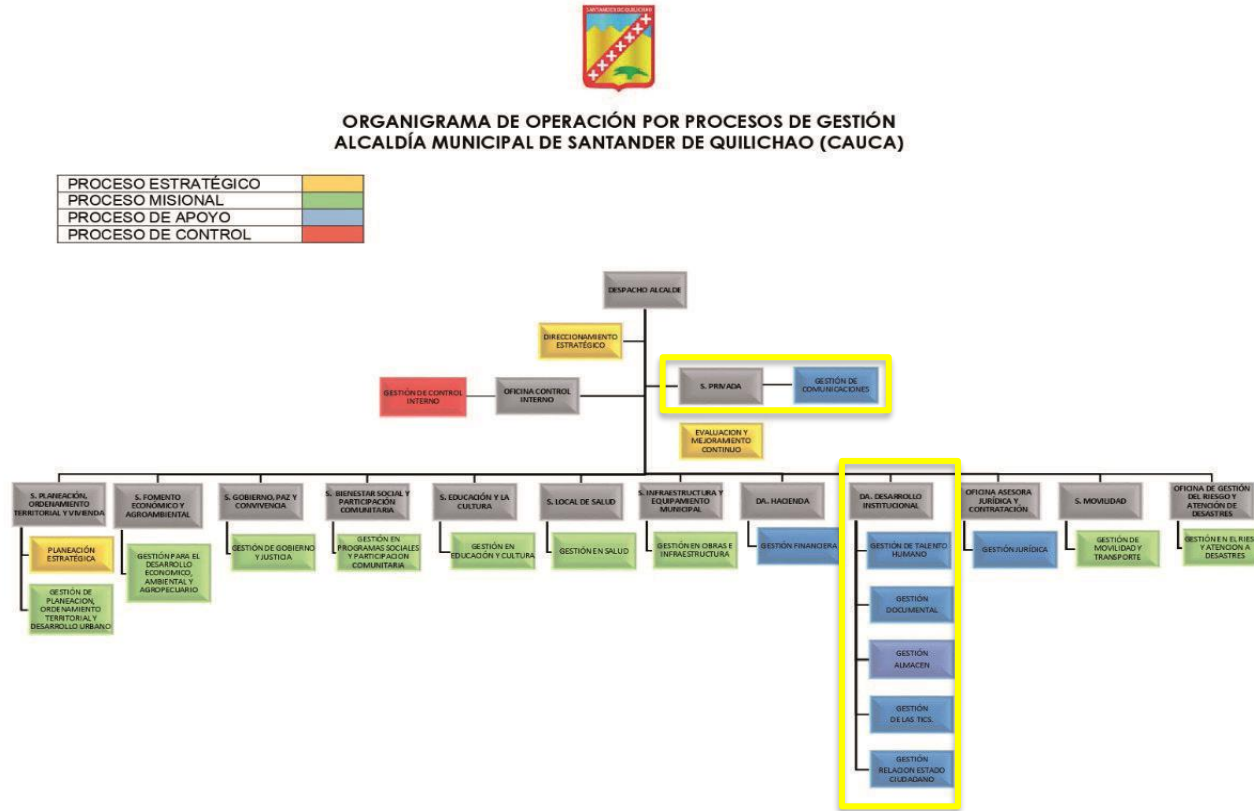 SANTANDER DE QUILICHAO
ORGANIGRAMA DE OPERACIÓN POR PROCESOS DE GESTIÓN
ALCALDÍA MUNICIPAL DE SANTANDER DE QUILICHAO (CAUCA)
PROCESO ESTRATÉGICO
PROCESO MISIONAL
PROCESO DE APOYO
PROCESO DE CONTROL
DESPACHO ALCALDE
DIRECCIONAMIENTO
ESTRATÉGICO
GESTIÓN DE CONTROL
INTERNO
OFICINA CONTROL
INTERNO
S. PRIVADA
GESTIÓN DE
COMUNICACIONES
EVALUACION Y
MEJORAMIENTO
CONTINUO
S. PLANEACIÓN,
ORDENAMIENTO
TERRITORIAL Y VIVIENDA
S. FOMENTO
ECONÓMICO Y
AGROAMBIENTAL
S. GOBIERNO, PAZ Y
CONVIVENCIA
S. BIENESTAR SOCIAL Y
PARTICIPACIÓN
COMUNITARIA
S. EDUCACIÓN Y LA
CULTURA
S. LOCAL DE SALUD
S. INFRAESTRUCTURA Y
EQUIPAMIENTO
MUNICIPAL
DA. HACIENDA
DA. DESARROLLO
INSTITUCIONAL
OFICINA ASESORA
JURÍDICA Y
CONTRATACIÓN
S. MOVILIDAD
OFICINA DE GESTIÓN
DEL RIESGO Y
ATENCIÓN DE
DESASTRES
PLANEACIÓN
ESTRATÉGICA
GESTIÓN DE
PLANEACION,
ORDENAMIENTO
TERRITORIAL Y
DESARROLLO URBANO
GESTIÓN PARA EL
DESARROLLO
ECONOMICO,
AMBIENTAL Y
AGROPECUARIO
GESTIÓN DE GOBIERNO
Y JUSTICIA
GESTIÓN EN
PROGRAMAS SOCIALES
Y PARTICIPACION
COMUNITARIA
GESTIÓN EN
EDUCACIÓN Y CULTURA
GESTIÓN EN SALUD
GESTIÓN EN OBRAS E
INFRAESTRUCTURA
GESTIÓN FINANCIERA
GESTIÓN DE TALENTO
HUMANO
GESTIÓN
DOCUMENTAL
GESTIÓN
ALMACEN
GESTIÓN
DE LAS TICS.
GESTIÓN
RELACION ESTADO
CIUDADANO
GESTIÓN JURÍDICA
GESTIÓN DE
MOVILIDAD Y
TRANSPORTE
GESTIÓN EN EL RIES
Y ATENCION A
DESASTRES